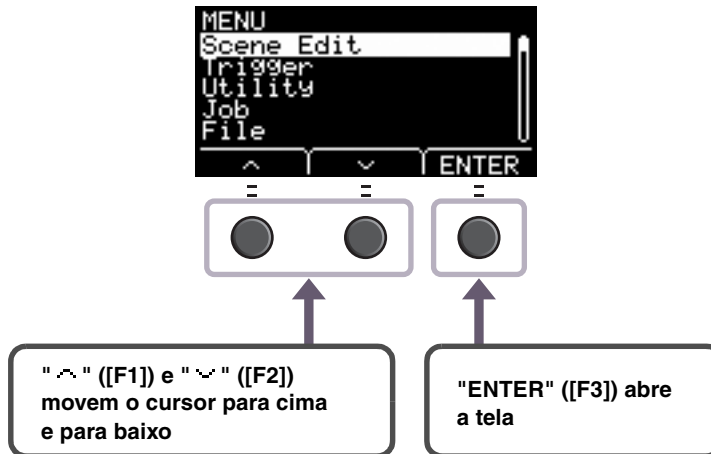 MENU
Scene Edit
Trigger
Utility
Job
File
ENTER
"︿" ([F1]) e "﹀" ([F2])
movem o cursor para cima
e para baixo
"ENTER" ([F3]) abre
a tela